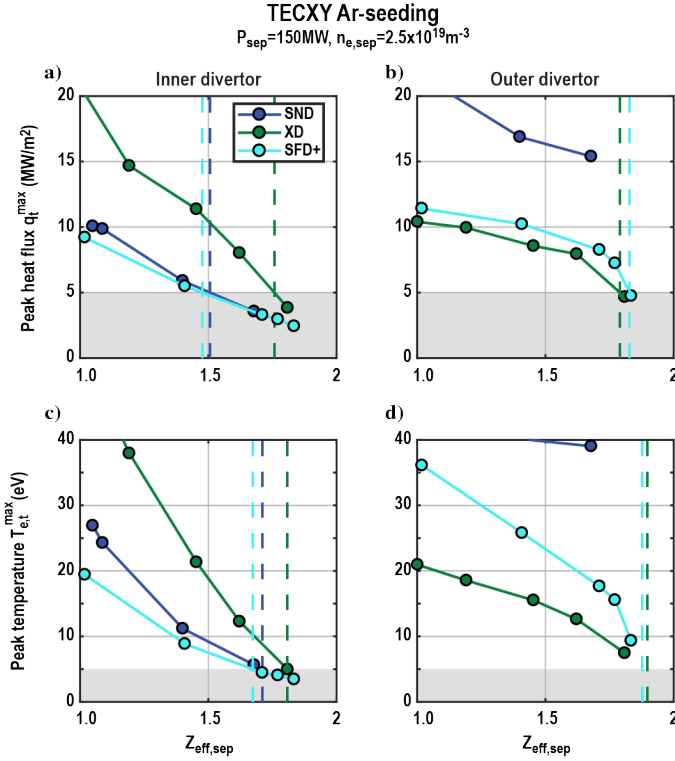 TECXY Ar-seeding
P_sep=150MW, n_e,sep=2.5x10^19 m^-3
a)
Inner divertor
b)
Outer divertor
Peak heat flux q_t^max (MW/m2)
20
15
10
5
0
1.0
1.5
2
SND
XD
SFD+
20
15
10
5
0
1.0
1.5
2
c)
d)
Peak temperature T_e,t^max (eV)
40
30
20
10
0
1.0
1.5
2
Z_eff,sep
40
30
20
10
0
1.0
1.5
2
Z_eff,sep